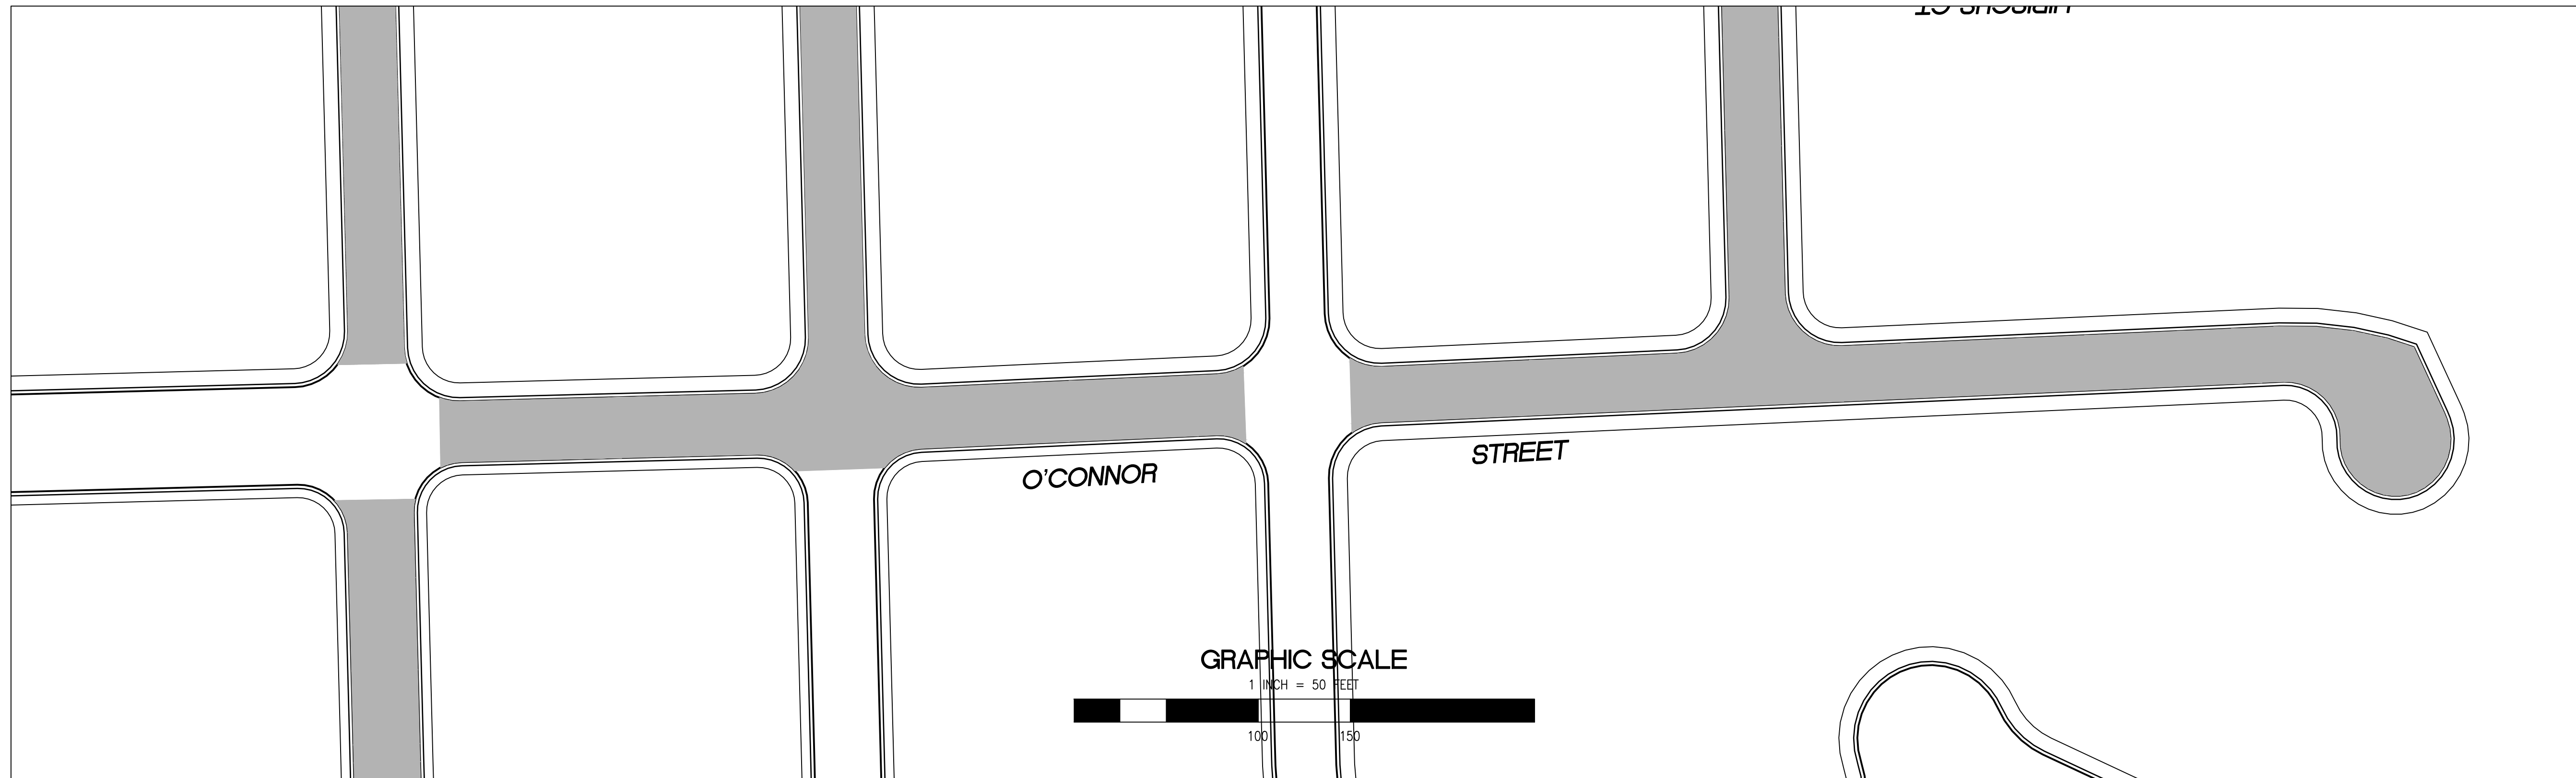 O'CONNOR STREET
GRAPHIC SCALE
1 INCH = 50 FEET
100 150